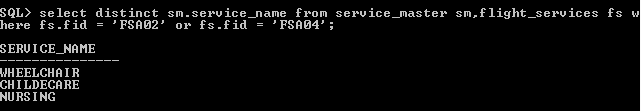 SQL> select distinct sm.service_name from service_master sm,flight_services fs w
here fs.fid = 'FSA02' or fs.fid = 'FSA04';
SERVICE_NAME
---------------
WHEELCHAIR
CHILDECARE
NURSING